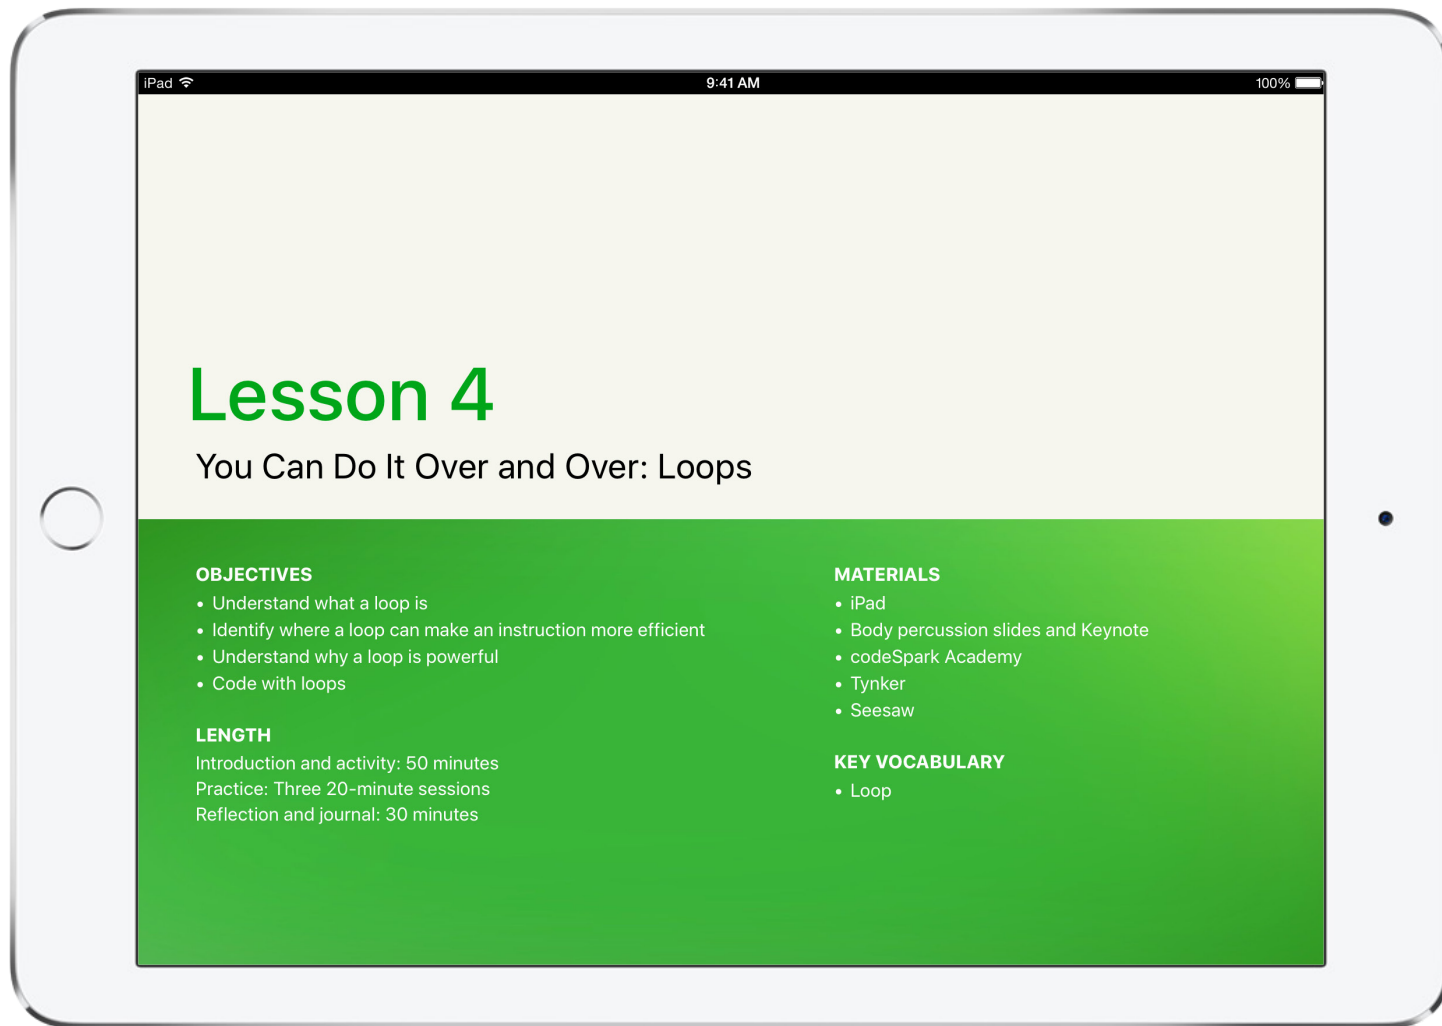 iPad 9:41 AM 100%
Lesson 4
You Can Do It Over and Over: Loops
OBJECTIVES
• Understand what a loop is
• Identify where a loop can make an instruction more efficient
• Understand why a loop is powerful
• Code with loops
LENGTH
Introduction and activity: 50 minutes
Practice: Three 20-minute sessions
Reflection and journal: 30 minutes
MATERIALS
• iPad
• Body percussion slides and Keynote
• codeSpark Academy
• Tynker
• Seesaw
KEY VOCABULARY
• Loop